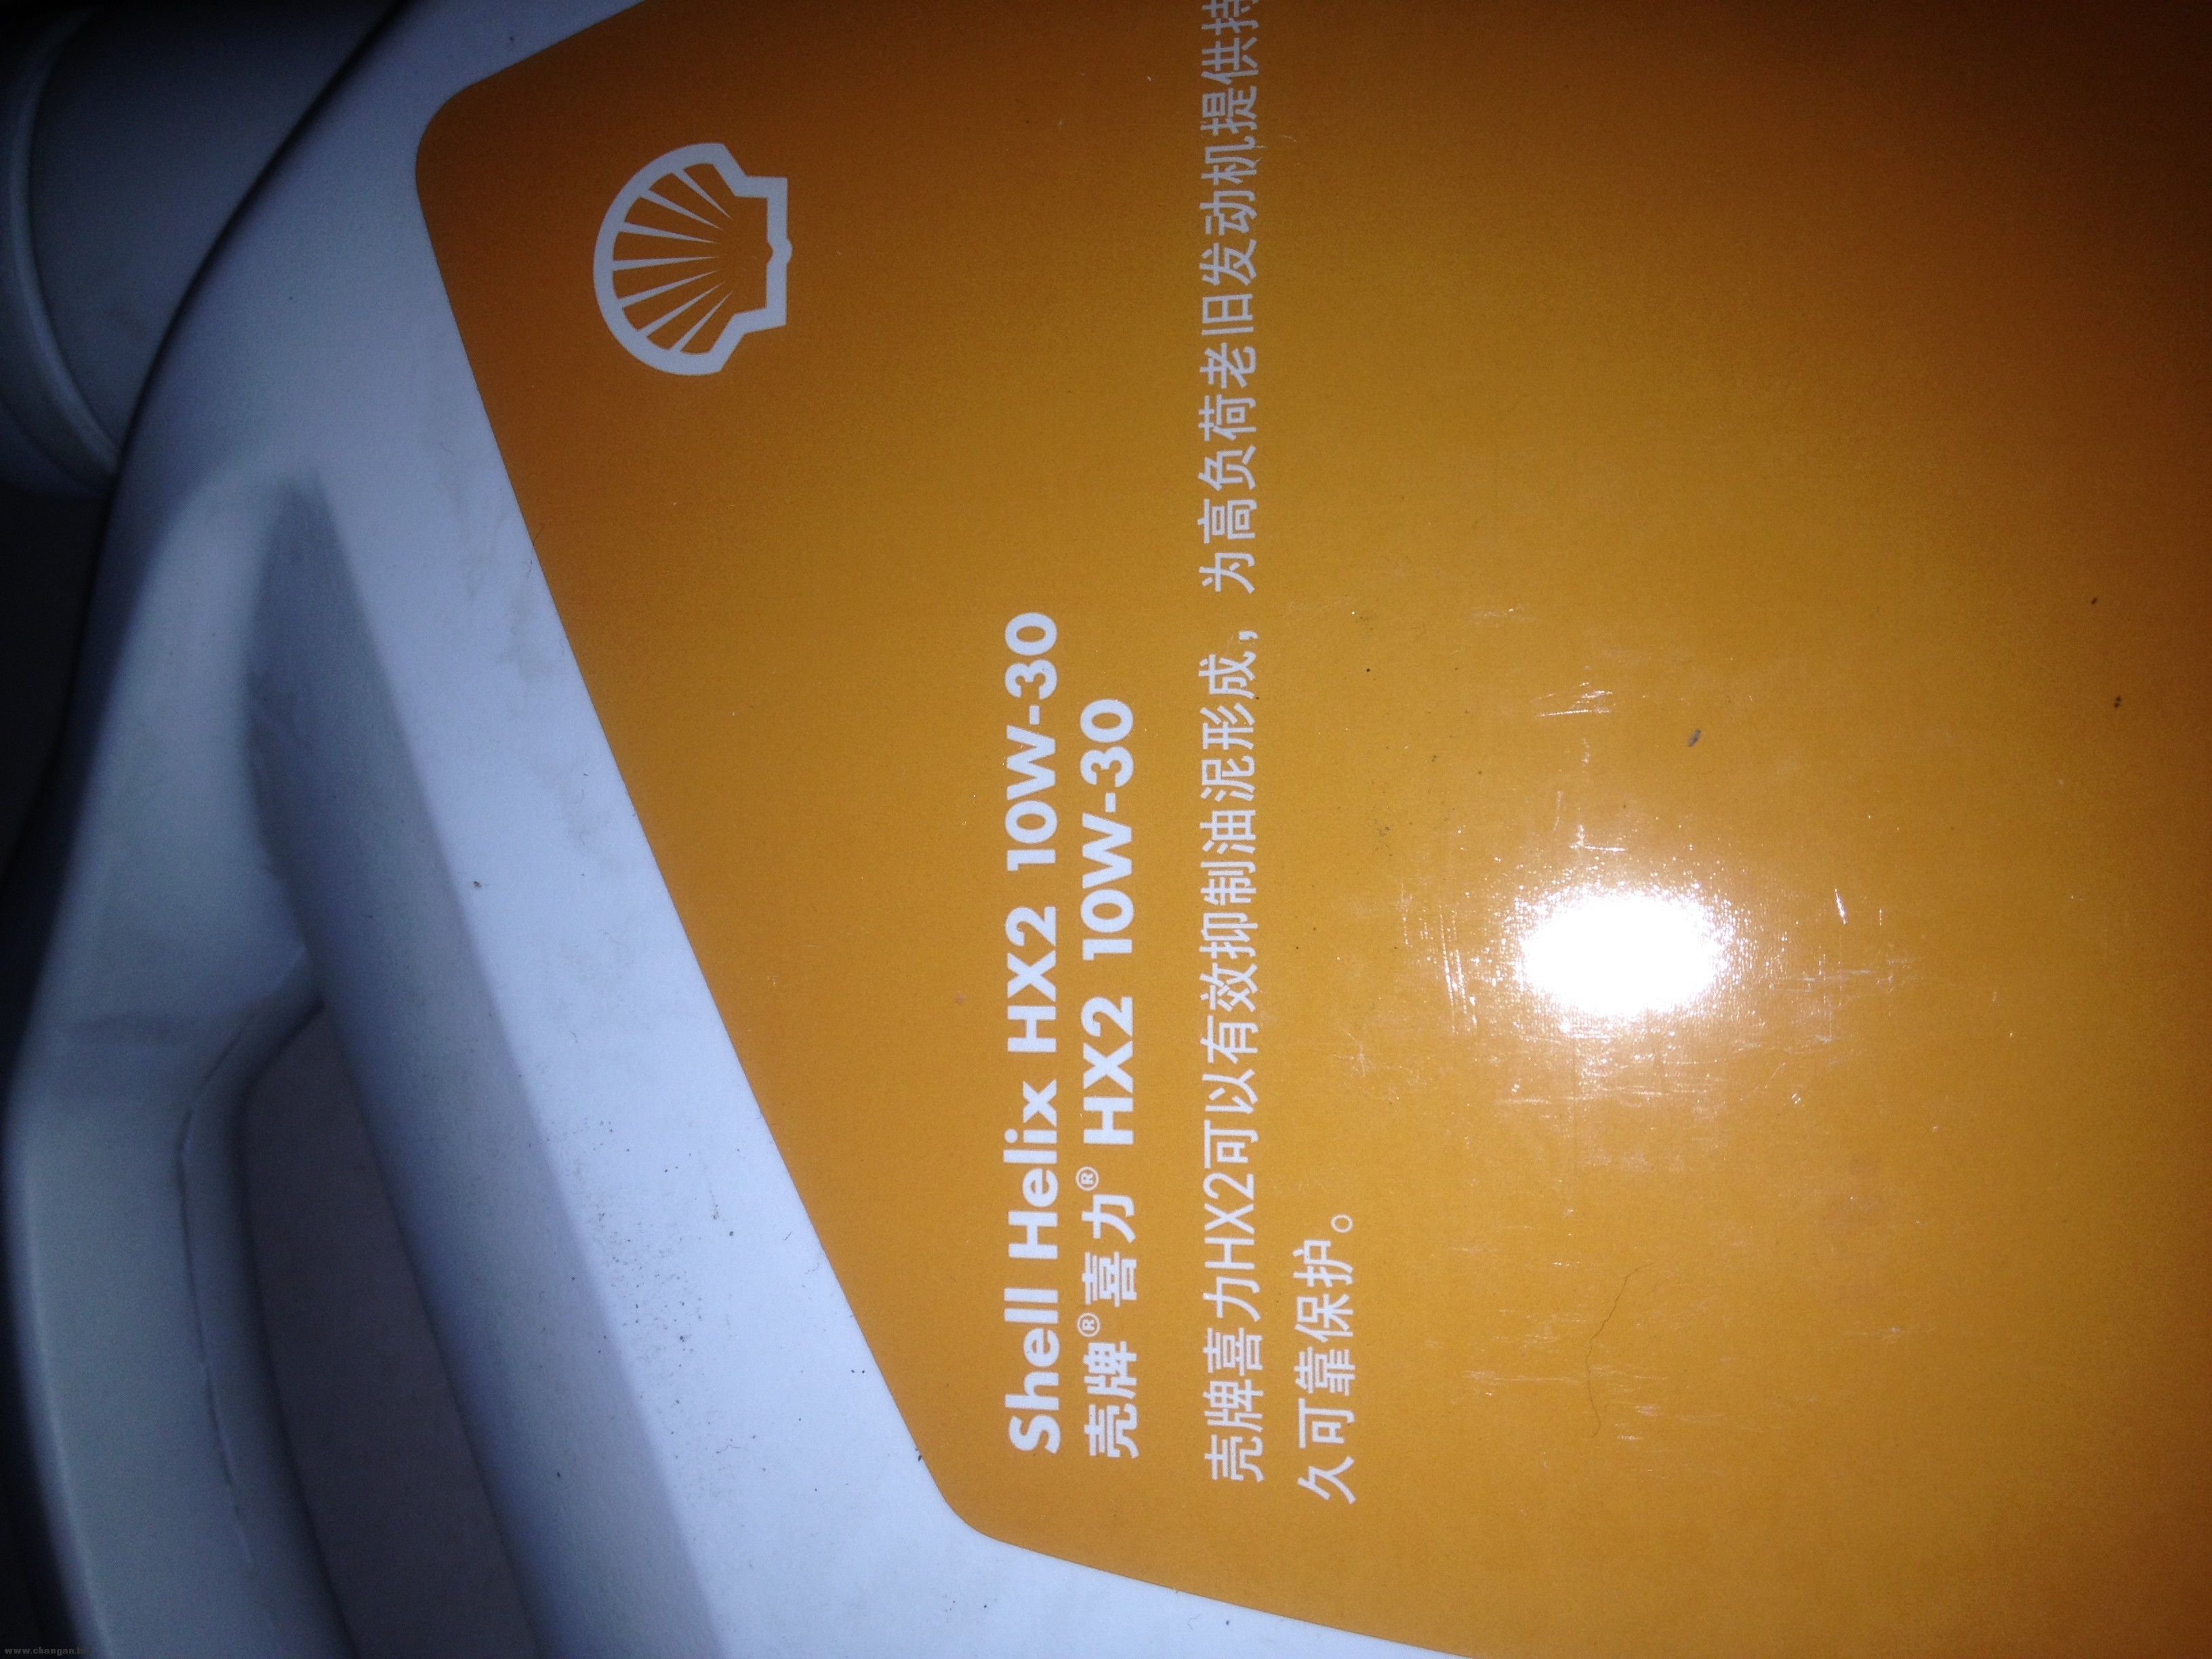 Shell Helix HX2 10W-30
壳牌®喜力® HX2 10W-30
壳牌喜力HX2可以有效抑制油泥形成，为高负荷老旧发动机提供持
久可靠保护。